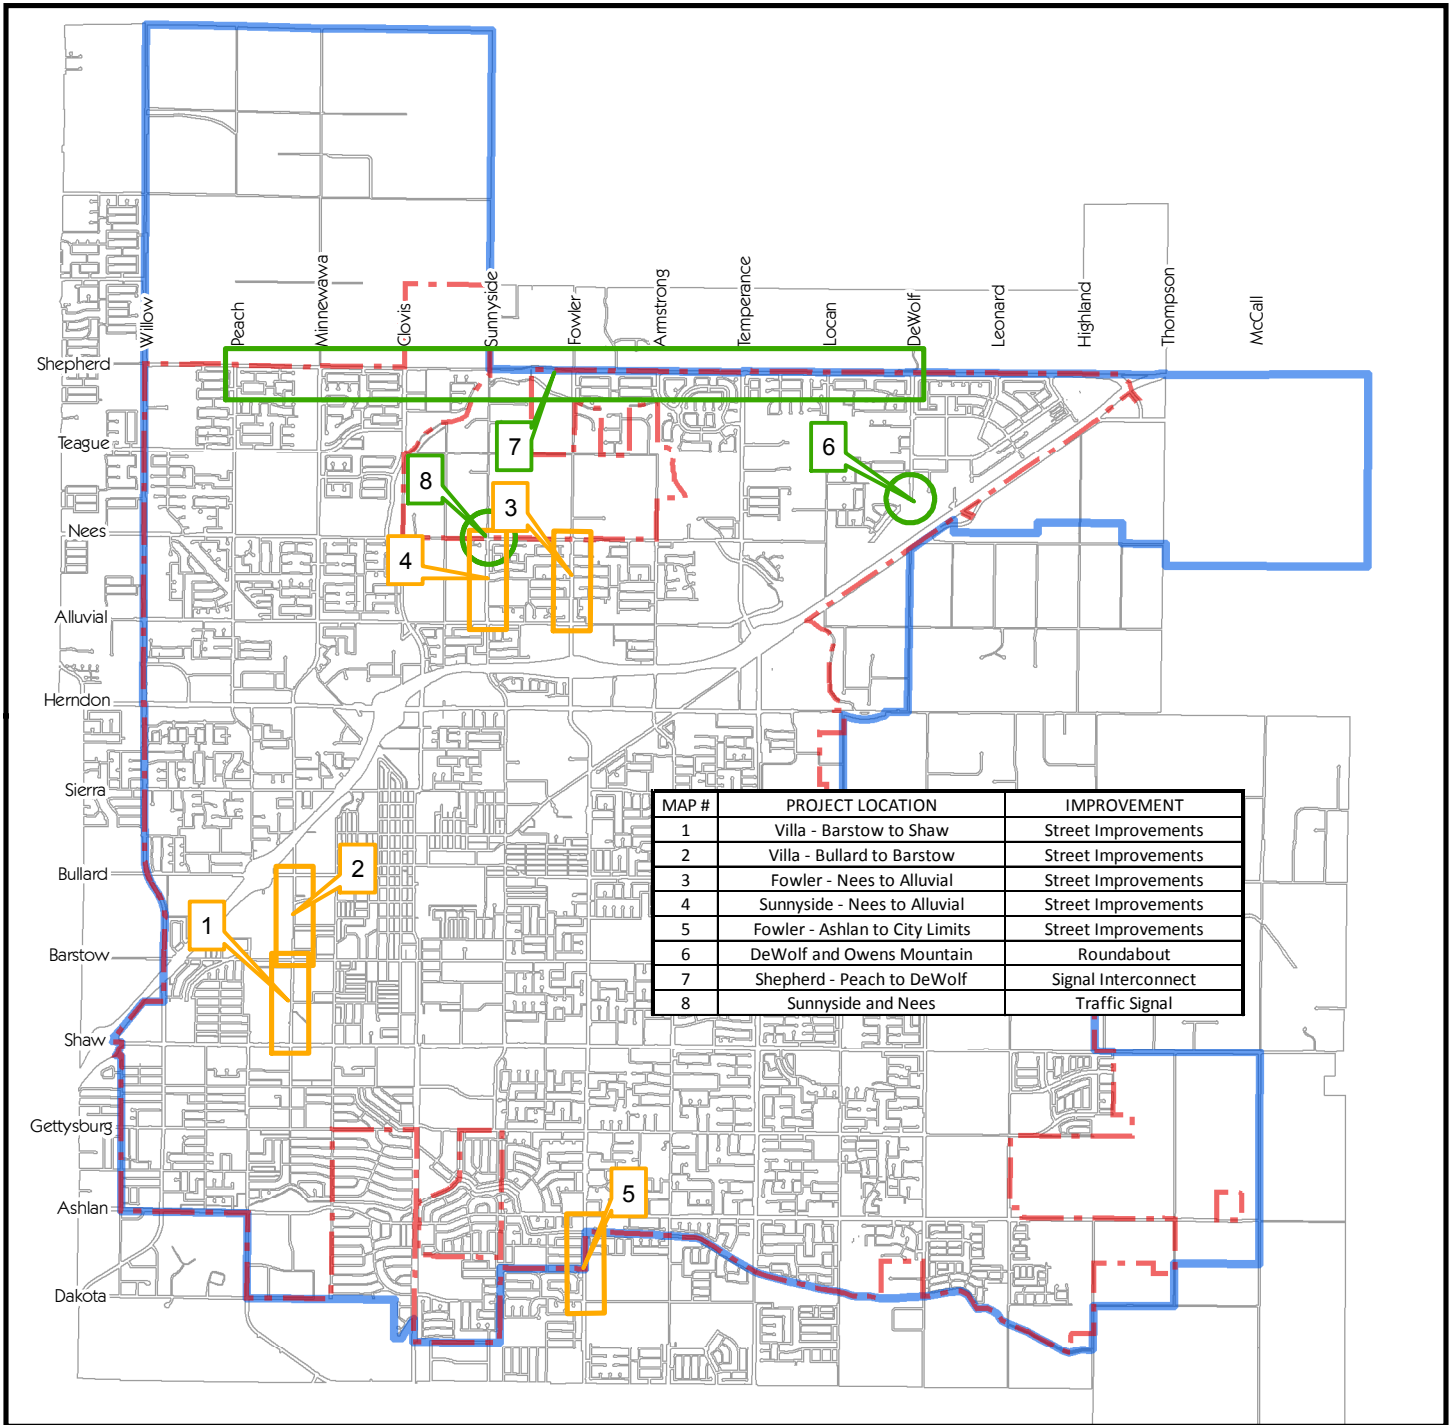 Willow
Peach
Minnewawa
Clovis
Sunnyside
Fowler
Armstrong
Temperance
Locan
DeWolf
Leonard
Highland
Thompson
McCall
Shepherd
Teague
7
6
8
3
Nees
4
Alluvial
Herndon
Sierra
MAP # PROJECT LOCATION IMPROVEMENT
1 Villa - Barstow to Shaw Street Improvements
2 Villa - Bullard to Barstow Street Improvements
3 Fowler - Nees to Alluvial Street Improvements
4 Sunnyside - Nees to Alluvial Street Improvements
5 Fowler - Ashlan to City Limits Street Improvements
6 DeWolf and Owens Mountain Roundabout
7 Shepherd - Peach to DeWolf Signal Interconnect
8 Sunnyside and Nees Traffic Signal
Bullard
2
1
Barstow
Shaw
Gettysburg
5
Ashlan
Dakota